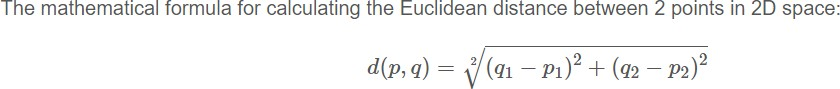 The mathematical formula for calculating the Euclidean distance between 2 points in 2D space:
d(p, q) = ²√((q₁ − p₁)² + (q₂ − p₂)²)